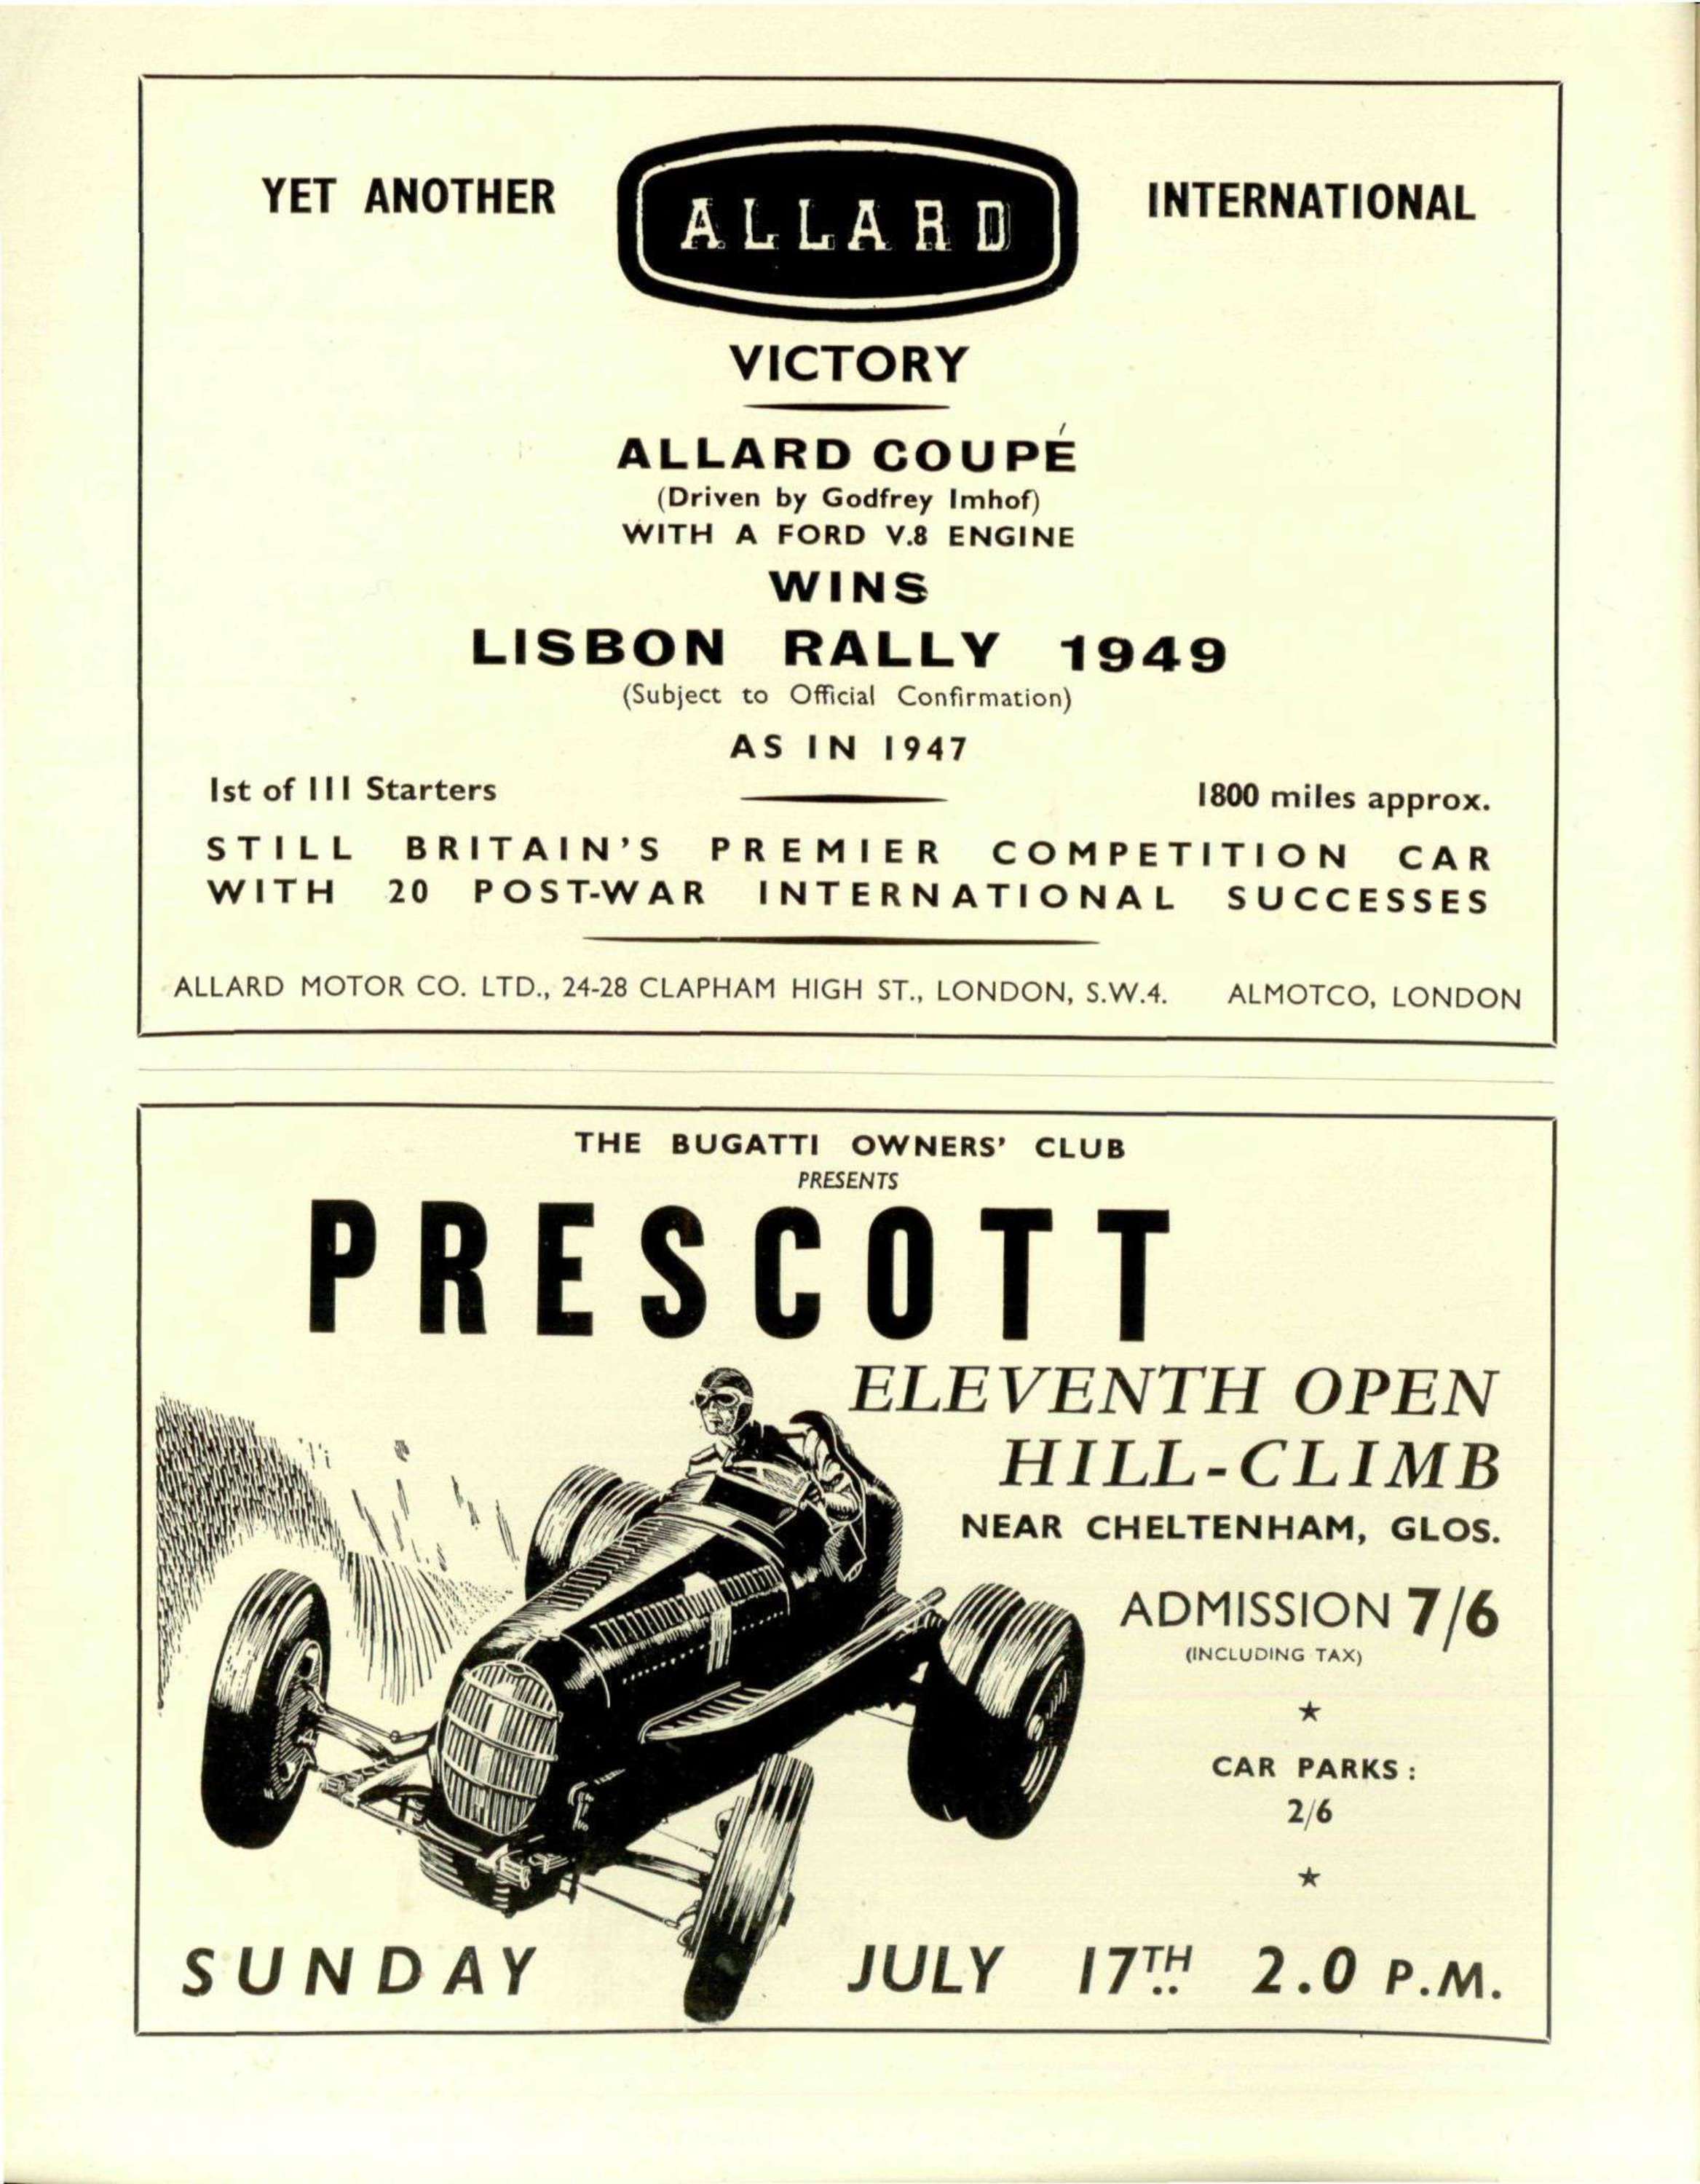 YET ANOTHER
ALLARD
INTERNATIONAL
VICTORY
ALLARD COUPÉ
(Driven by Godfrey Imhof)
WITH A FORD V.8 ENGINE
WINS
LISBON RALLY 1949
(Subject to Official Confirmation)
AS IN 1947
1st of 111 Starters
1800 miles approx.
STILL BRITAIN'S PREMIER COMPETITION CAR
WITH 20 POST-WAR INTERNATIONAL SUCCESSES
ALLARD MOTOR CO. LTD., 24-28 CLAPHAM HIGH ST., LONDON, S.W.4. ALMOTCO, LONDON
THE BUGATTI OWNERS' CLUB
PRESENTS
PRESCOTT
ELEVENTH OPEN
HILL-CLIMB
NEAR CHELTENHAM, GLOS.
ADMISSION 7/6
(INCLUDING TAX)
★
CAR PARKS :
2/6
★
SUNDAY JULY 17TH 2.0 P.M.